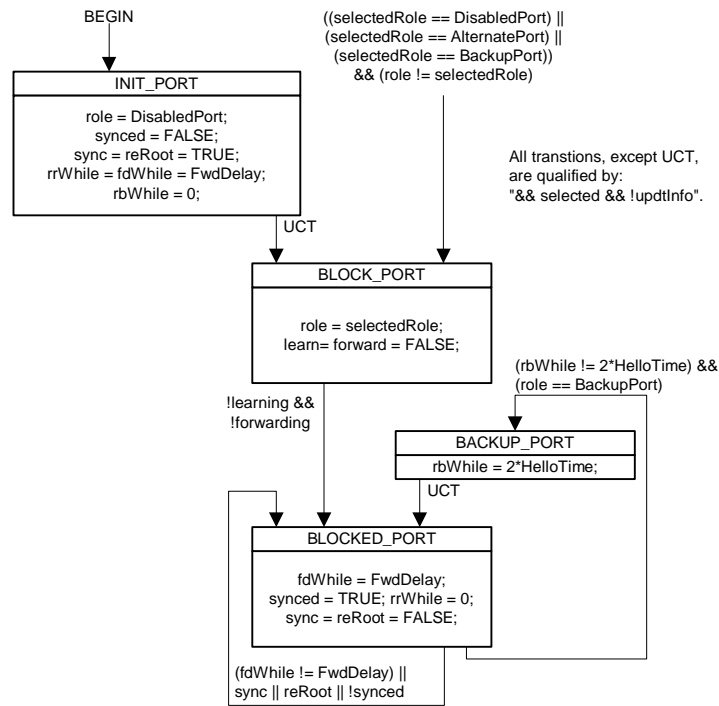 BEGIN
((selectedRole == DisabledPort) ||
(selectedRole == AlternatePort) ||
(selectedRole == BackupPort))
&& (role != selectedRole)
INIT_PORT
role = DisabledPort;
synced = FALSE;
sync = reRoot = TRUE;
rrWhile = fdWhile = FwdDelay;
rbWhile = 0;
All transtions, except UCT,
are qualified by:
"&& selected && !updtInfo".
UCT
BLOCK_PORT
role = selectedRole;
learn= forward = FALSE;
(rbWhile != 2*HelloTime) &&
(role == BackupPort)
!learning &&
!forwarding
BACKUP_PORT
rbWhile = 2*HelloTime;
UCT
BLOCKED_PORT
fdWhile = FwdDelay;
synced = TRUE; rrWhile = 0;
sync = reRoot = FALSE;
(fdWhile != FwdDelay) ||
sync || reRoot || !synced